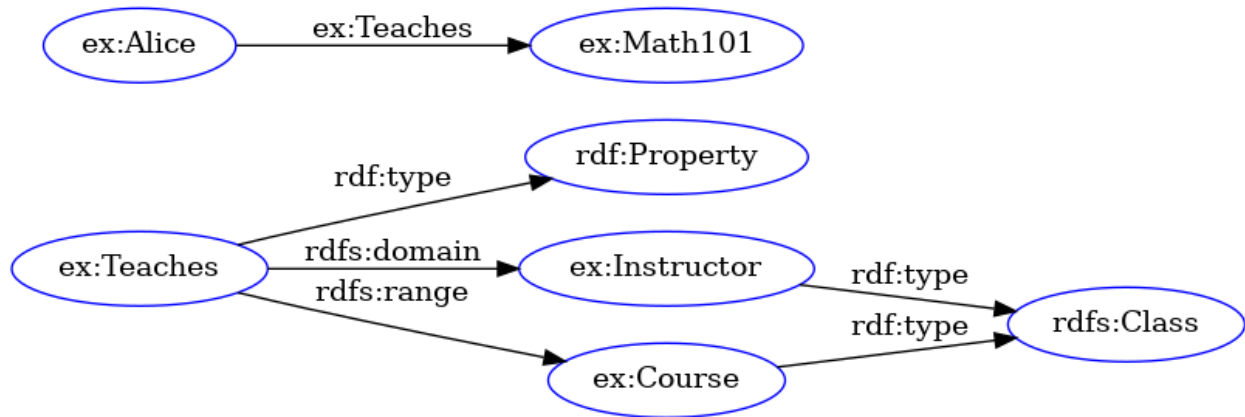 ex:Alice
ex:Teaches
ex:Math101
rdf:Property
rdf:type
ex:Teaches
rdfs:domain
ex:Instructor
rdfs:range
rdf:type
rdfs:Class
rdf:type
ex:Course